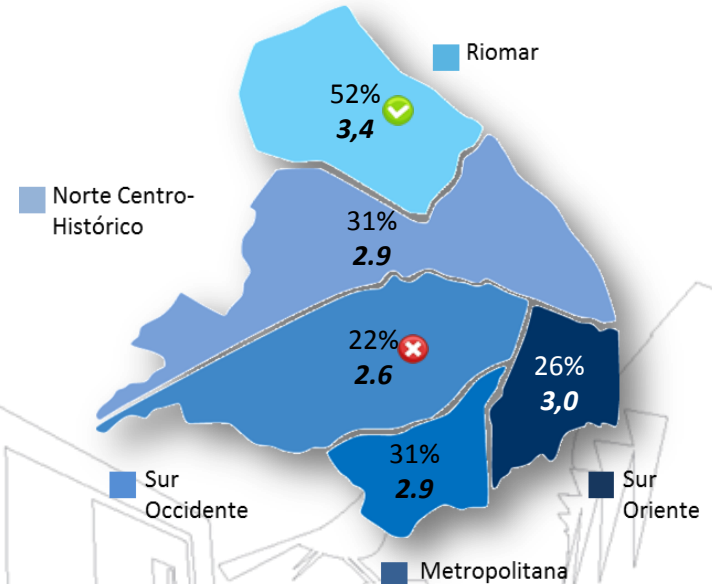 Riomar
52%
3,4
Norte Centro-
Histórico
31%
2.9
22%
2.6
26%
3,0
31%
2.9
Sur
Occidente
Sur
Oriente
Metropolitana